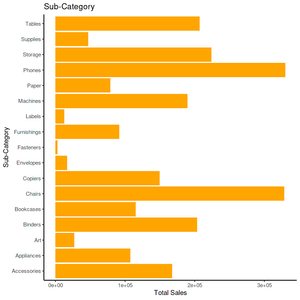 Sub-Category
Tables
Supplies
Storage
Phones
Paper
Machines
Labels
Furnishings
Fasteners
Envelopes
Copiers
Chairs
Bookcases
Binders
Art
Appliances
Accessories
Sub-Category
0e+00 1e+05 2e+05 3e+05
Total Sales